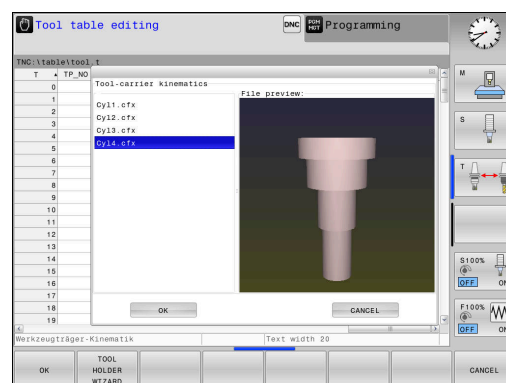 Tool table editing
DNC
PGM MGT
Programming
TNC:\table\tool.t
T TP_NO
0
1
2
3
4
5
6
7
8
9
10
11
12
13
14
15
16
17
18
19
Tool-carrier kinematics
Cyl1.cfx
Cyl2.cfx
Cyl3.cfx
Cyl4.cfx
File preview:
OK
CANCEL
Werkzeugträger-Kinematik
Text width 20
M
S
T
S100%
OFF ON
F100%
OFF ON
OK
TOOL
HOLDER
WIZARD
CANCEL